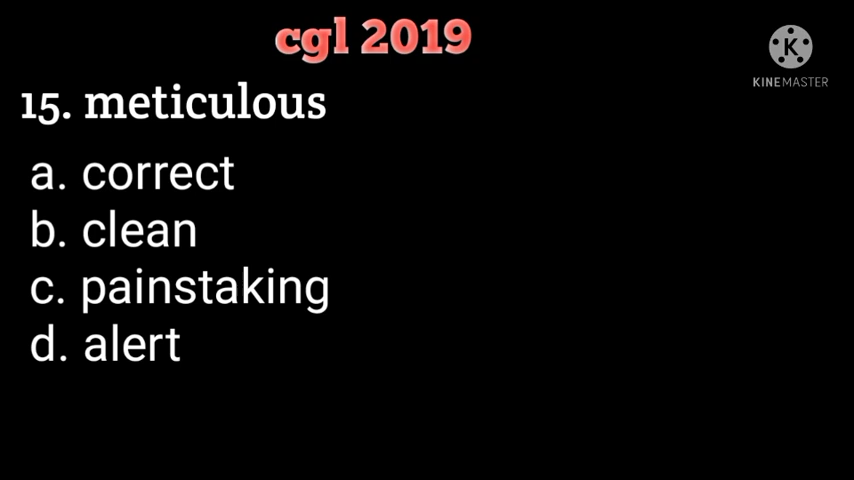 cgl 2019
KINEMASTER
15. meticulous
a. correct
b. clean
c. painstaking
d. alert